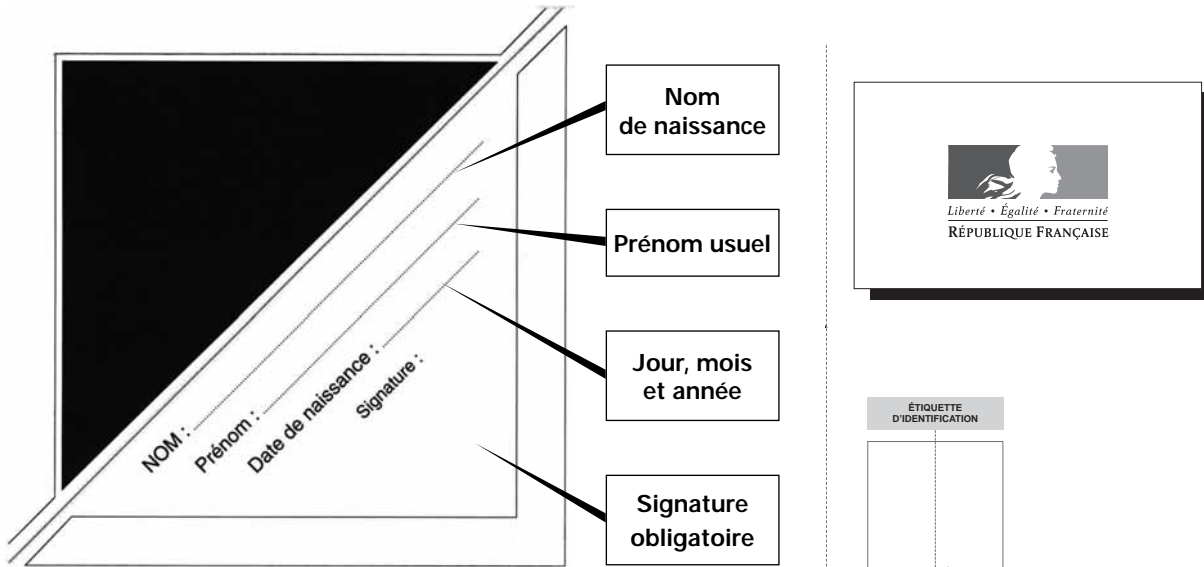 NOM :
Prénom :
Date de naissance :
Signature :
Nom
de naissance
Prénom usuel
Jour, mois
et année
Signature
obligatoire
Liberté • Égalité • Fraternité
RÉPUBLIQUE FRANÇAISE
ÉTIQUETTE
D'IDENTIFICATION